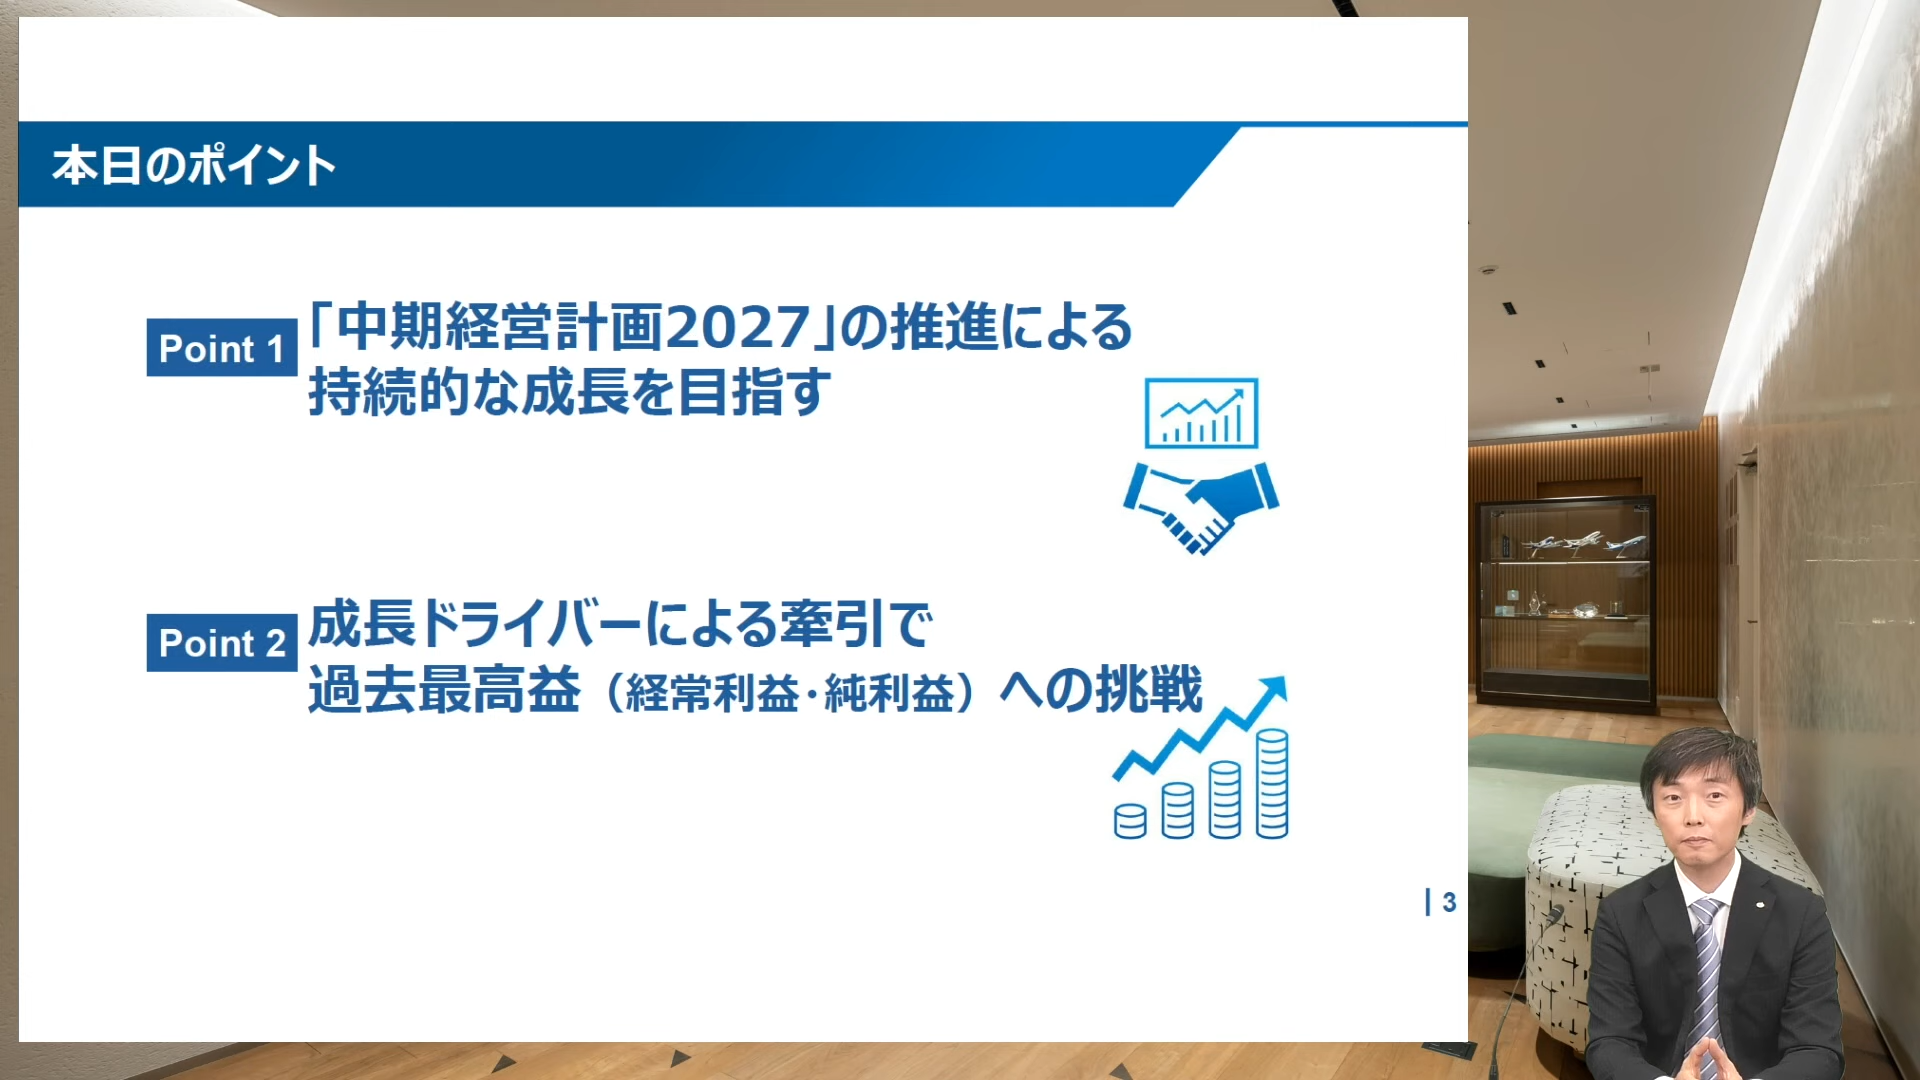 本日のポイント
Point 1
「中期経営計画2027」の推進による
持続的な成長を目指す
Point 2
成長ドライバーによる牽引で
過去最高益（経常利益・純利益）への挑戦
| 3